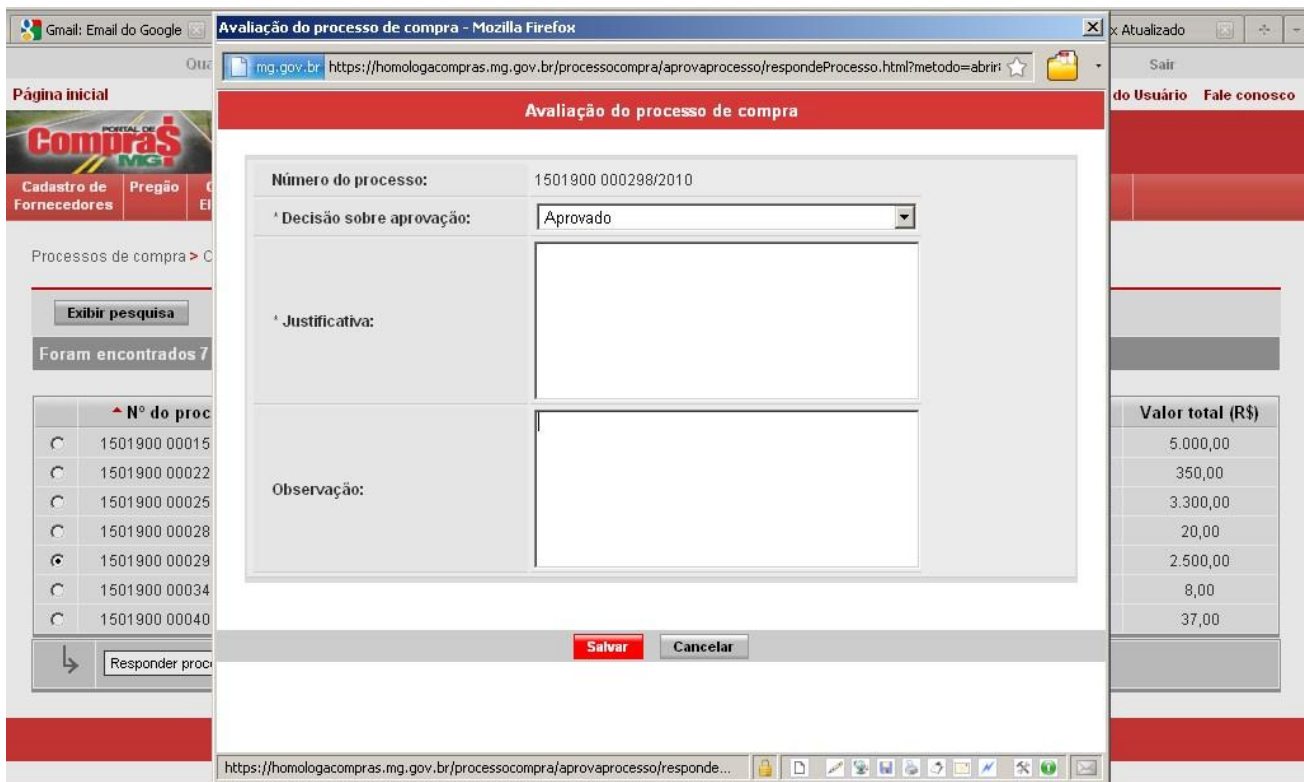 Gmail: Email do Google
Avaliação do processo de compra - Mozilla Firefox
x Atualizado
mg.gov.br https://homologacompras.mg.gov.br/processocompra/aprovaprocesso/respondeProcesso.html?metodo=abriri
Sair
Página inicial
do Usuário Fale conosco
Avaliação do processo de compra
PORTAL DE
Compras
MG
Cadastro de Fornecedores
Pregão
Número do processo: 1501900 000298/2010
* Decisão sobre aprovação: Aprovado
Processos de compra > C
Exibir pesquisa
* Justificativa:
Foram encontrados 7
Nº do proc
Valor total (R$)
1501900 00015 5.000,00
1501900 00022 350,00
1501900 00025 3.300,00
Observação:
1501900 00028 20,00
1501900 00029 2.500,00
1501900 00034 8,00
1501900 00040 37,00
Salvar Cancelar
Responder proc
https://homologacompras.mg.gov.br/processocompra/aprovaprocesso/responde...